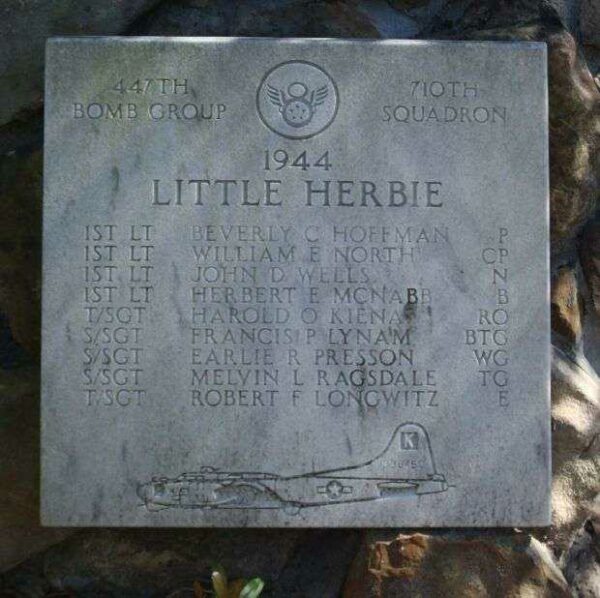 447TH
BOMB GROUP
710TH
SQUADRON
1944
LITTLE HERBIE
1ST LT BEVERLY C HOFFMAN P
1ST LT WILLIAM E NORTH CP
1ST LT JOHN D WELLS N
1ST LT HERBERT E MCNABB B
T/SGT HAROLD O KIENA RO
S/SGT FRANCIS P LYNAM BTG
S/SGT EARLIE R PRESSON WG
S/SGT MELVIN L RAGSDALE TG
T/SGT ROBERT F LONGWITZ E
K